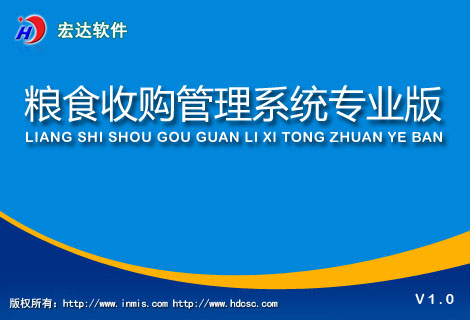 H 宏达软件
粮食收购管理系统专业版
LIANG SHI SHOU GOU GUAN LI XI TONG ZHUAN YE BAN
版权所有：http://www.inmis.com http://www.hdcsc.com
V1.0